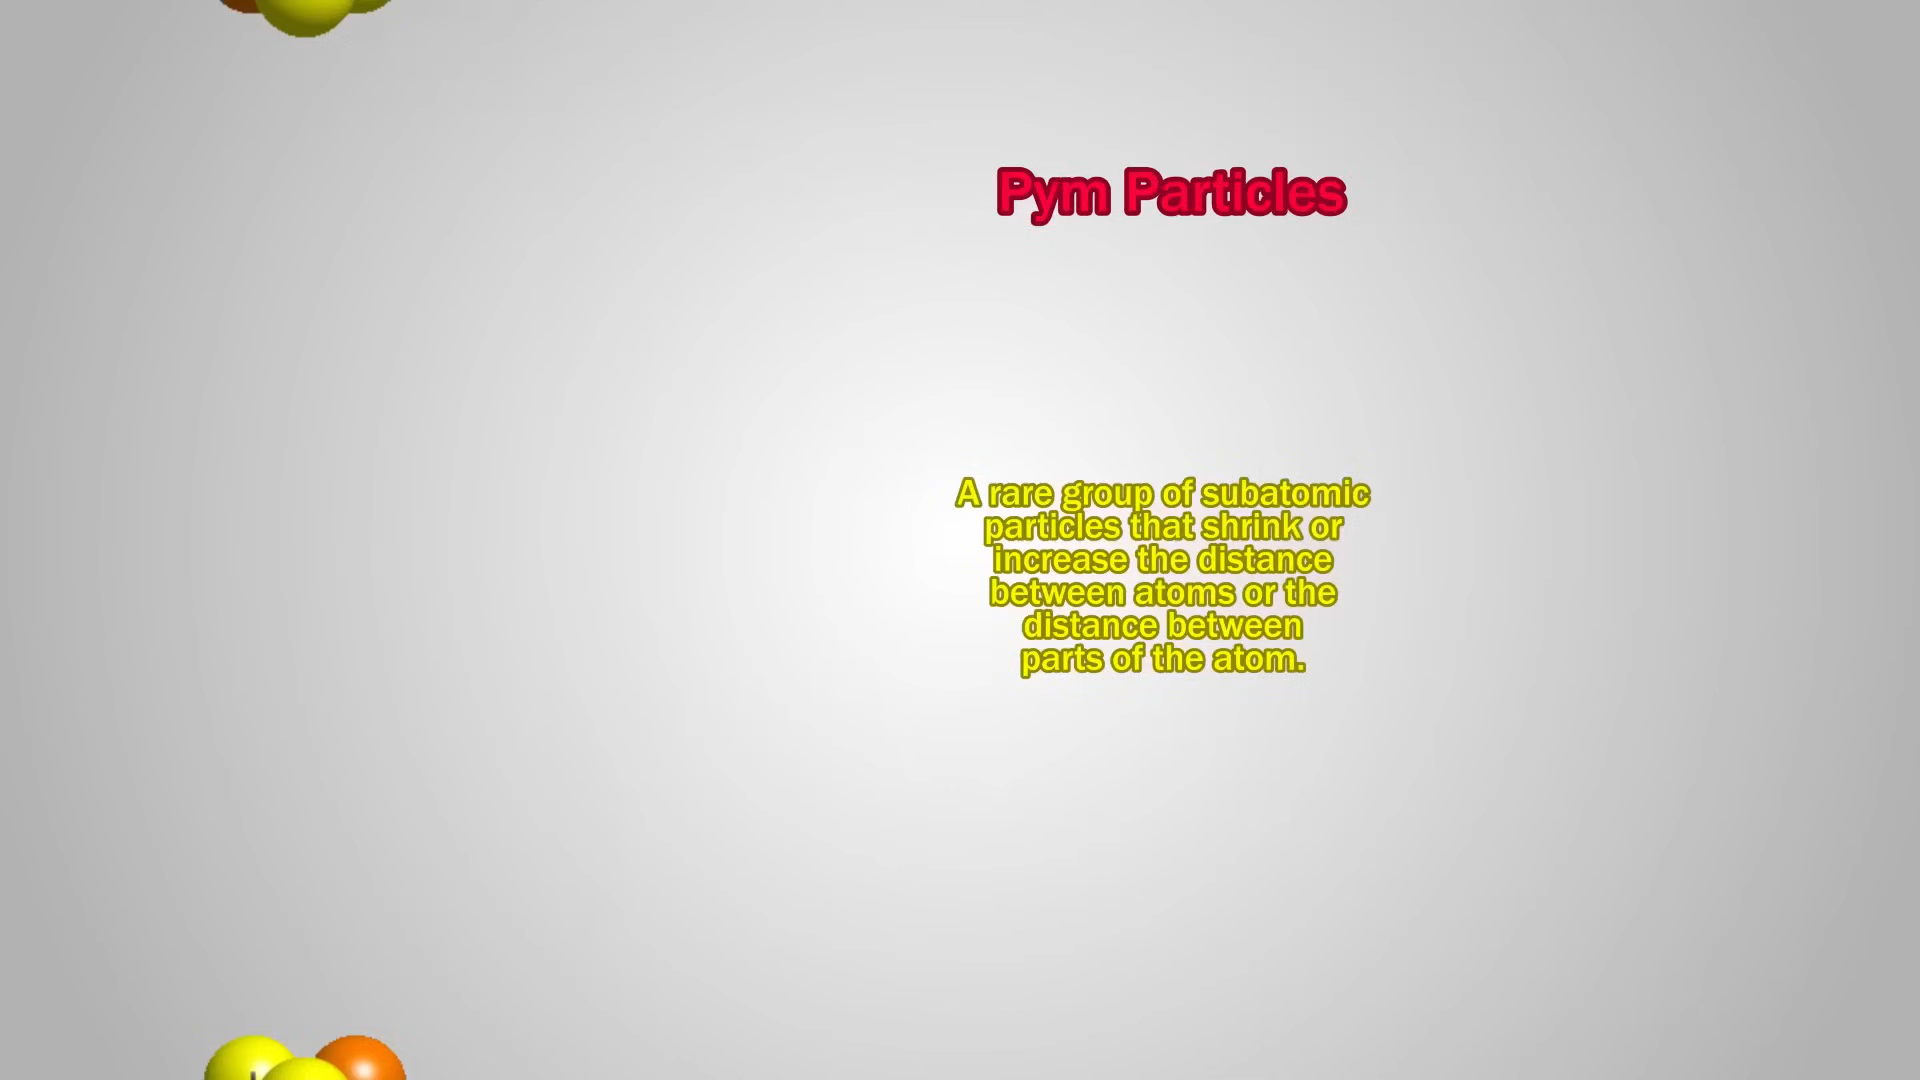 Pym Particles
A rare group of subatomic
particles that shrink or
increase the distance
between atoms or the
distance between
parts of the atom.